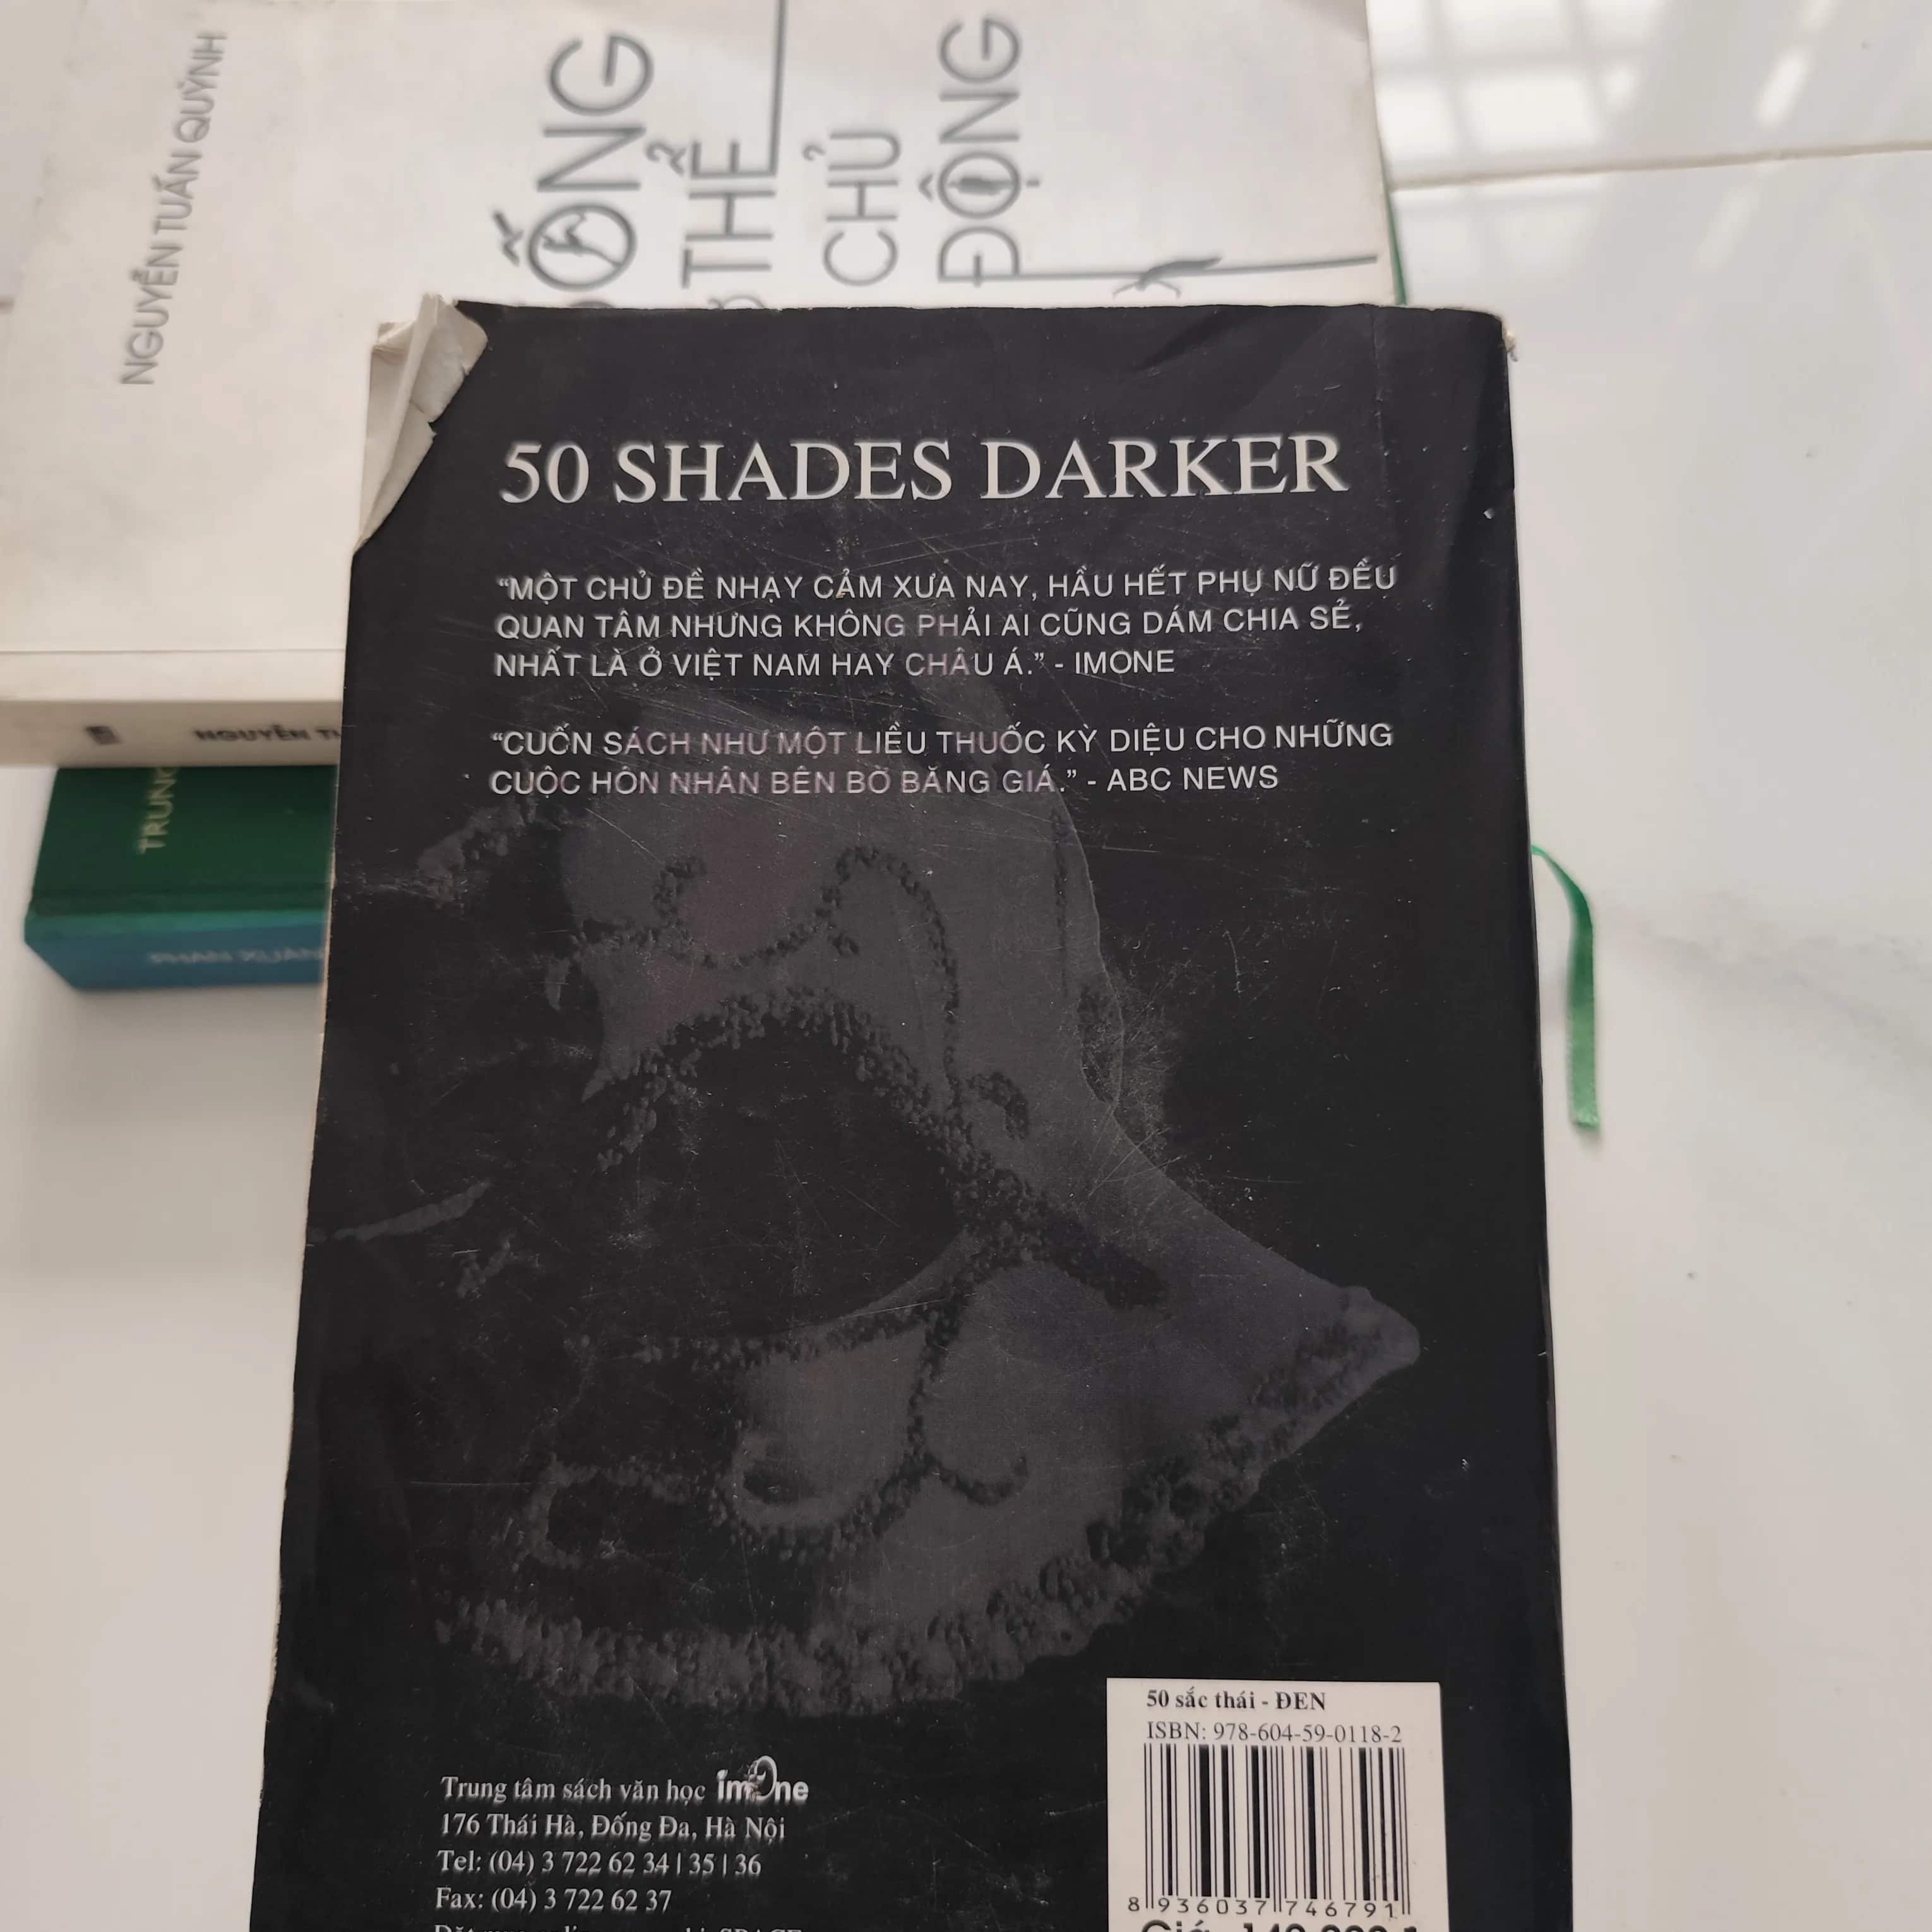 NGUYỄN TUẤN QUỲNH
THỂ
CHỦ
ĐỘNG
NGUYỄN
TRUNG
PHAN XUÂN
50 SHADES DARKER
“MỘT CHỦ ĐỀ NHẠY CẢM XƯA NAY, HẦU HẾT PHỤ NỮ ĐỀU
QUAN TÂM NHƯNG KHÔNG PHẢI AI CŨNG DÁM CHIA SẺ,
NHẤT LÀ Ở VIỆT NAM HAY CHÂU Á.” - IMONE
“CUỐN SÁCH NHƯ MỘT LIỀU THUỐC KỲ DIỆU CHO NHỮNG
CUỘC HÔN NHÂN BÊN BỜ BĂNG GIÁ.” - ABC NEWS
50 sắc thái - ĐEN
ISBN: 978-604-59-0118-2
8 936037 746791
Trung tâm sách văn học imOne
176 Thái Hà, Đống Đa, Hà Nội
Tel: (04) 3 722 62 34 | 35 | 36
Fax: (04) 3 722 62 37